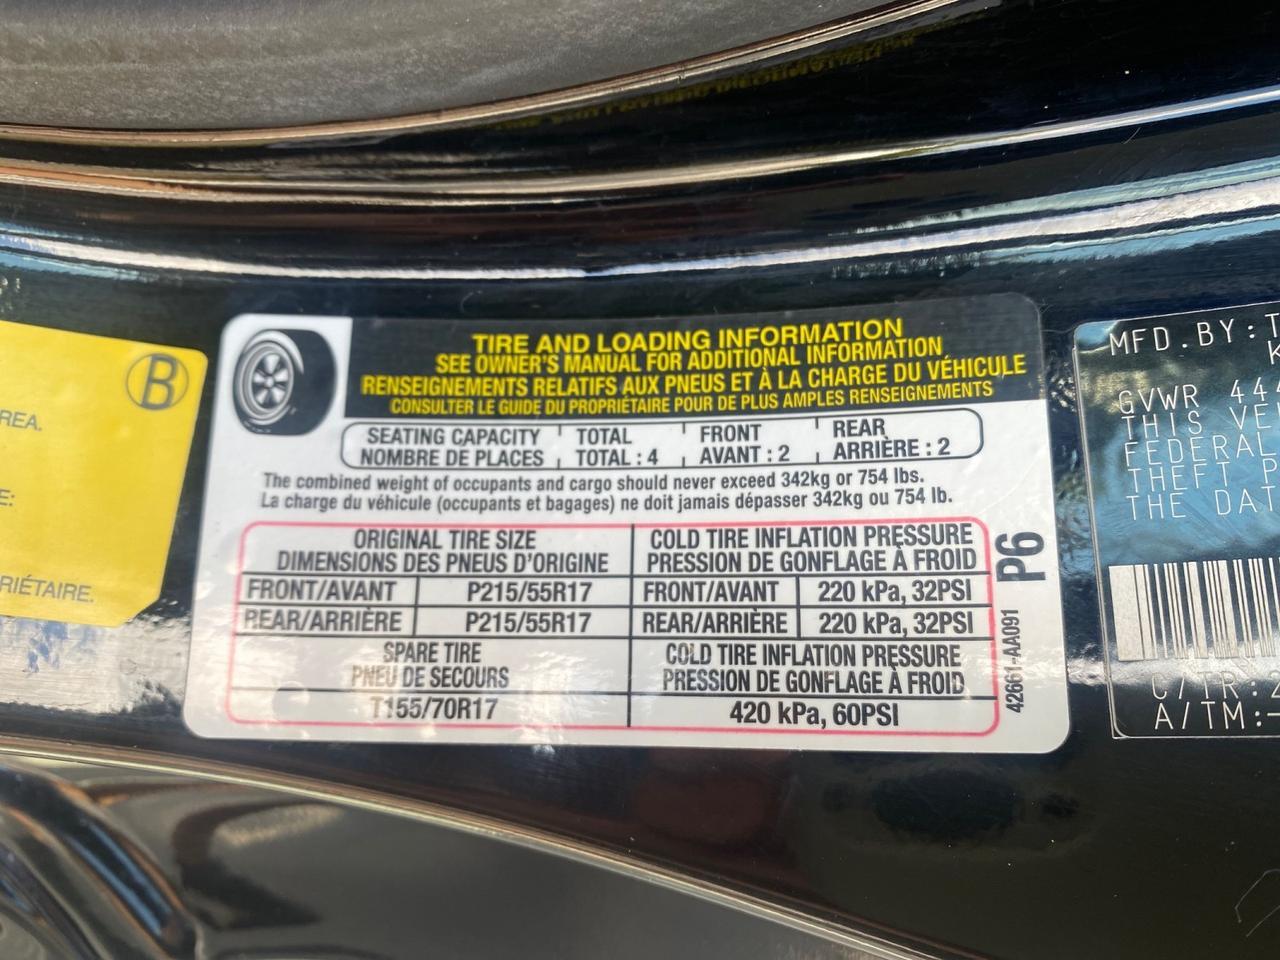 TIRE AND LOADING INFORMATION
SEE OWNER'S MANUAL FOR ADDITIONAL INFORMATION
RENSEIGNEMENTS RELATIFS AUX PNEUS ET À LA CHARGE DU VÉHICULE
CONSULTER LE GUIDE DU PROPRIÉTAIRE POUR DE PLUS AMPLES RENSEIGNEMENTS
SEATING CAPACITY TOTAL FRONT REAR
NOMBRE DE PLACES TOTAL : 4 AVANT : 2 ARRIÈRE : 2
The combined weight of occupants and cargo should never exceed 342kg or 754 lbs.
La charge du véhicule (occupants et bagages) ne doit jamais dépasser 342kg ou 754 lb.
ORIGINAL TIRE SIZE COLD TIRE INFLATION PRESSURE
DIMENSIONS DES PNEUS D'ORIGINE PRESSION DE GONFLAGE À FROID
FRONT/AVANT P215/55R17 FRONT/AVANT 220 kPa, 32PSI
REAR/ARRIÈRE P215/55R17 REAR/ARRIÈRE 220 kPa, 32PSI
SPARE TIRE COLD TIRE INFLATION PRESSURE
PNEU DE SECOURS PRESSION DE GONFLAGE À FROID
T155/70R17 420 kPa, 60PSI
P6
42661-AA091
B
REA.
E:
PRIÉTAIRE.
MFD.BY:T
K
GVWR 444
THIS VE
FEDERAL
THEFT P
THE DAT
C/TR:
A/TM:-